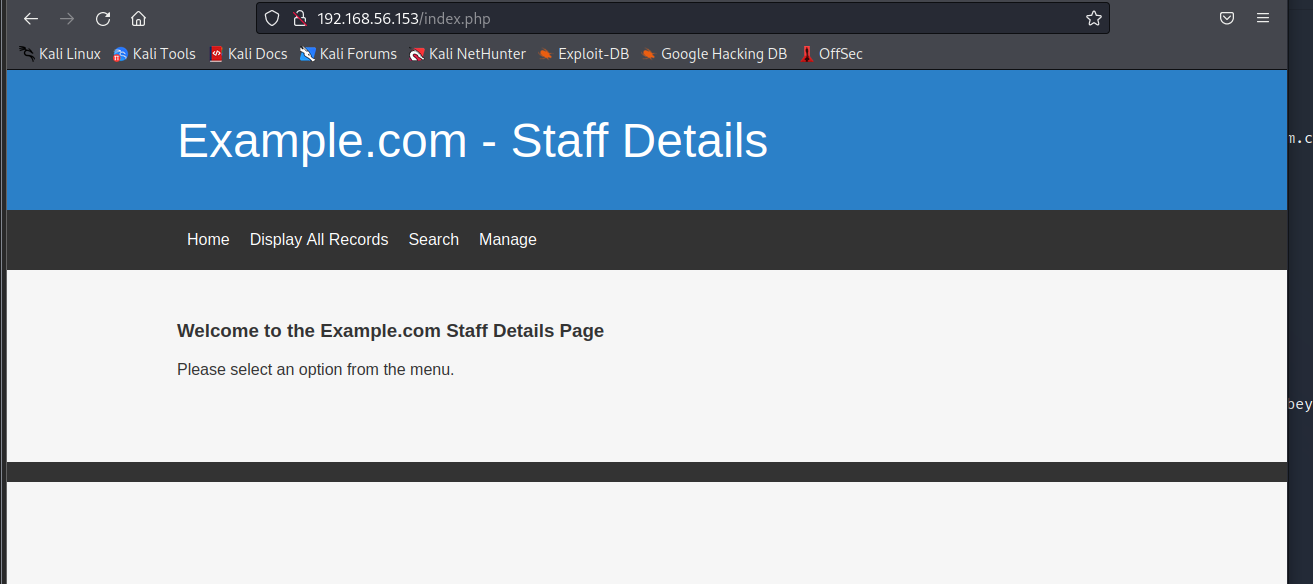 192.168.56.153/index.php
Kali Linux Kali Tools Kali Docs Kali Forums Kali NetHunter Exploit-DB Google Hacking DB OffSec
Example.com - Staff Details
m.c
Home Display All Records Search Manage
Welcome to the Example.com Staff Details Page
Please select an option from the menu.
bey